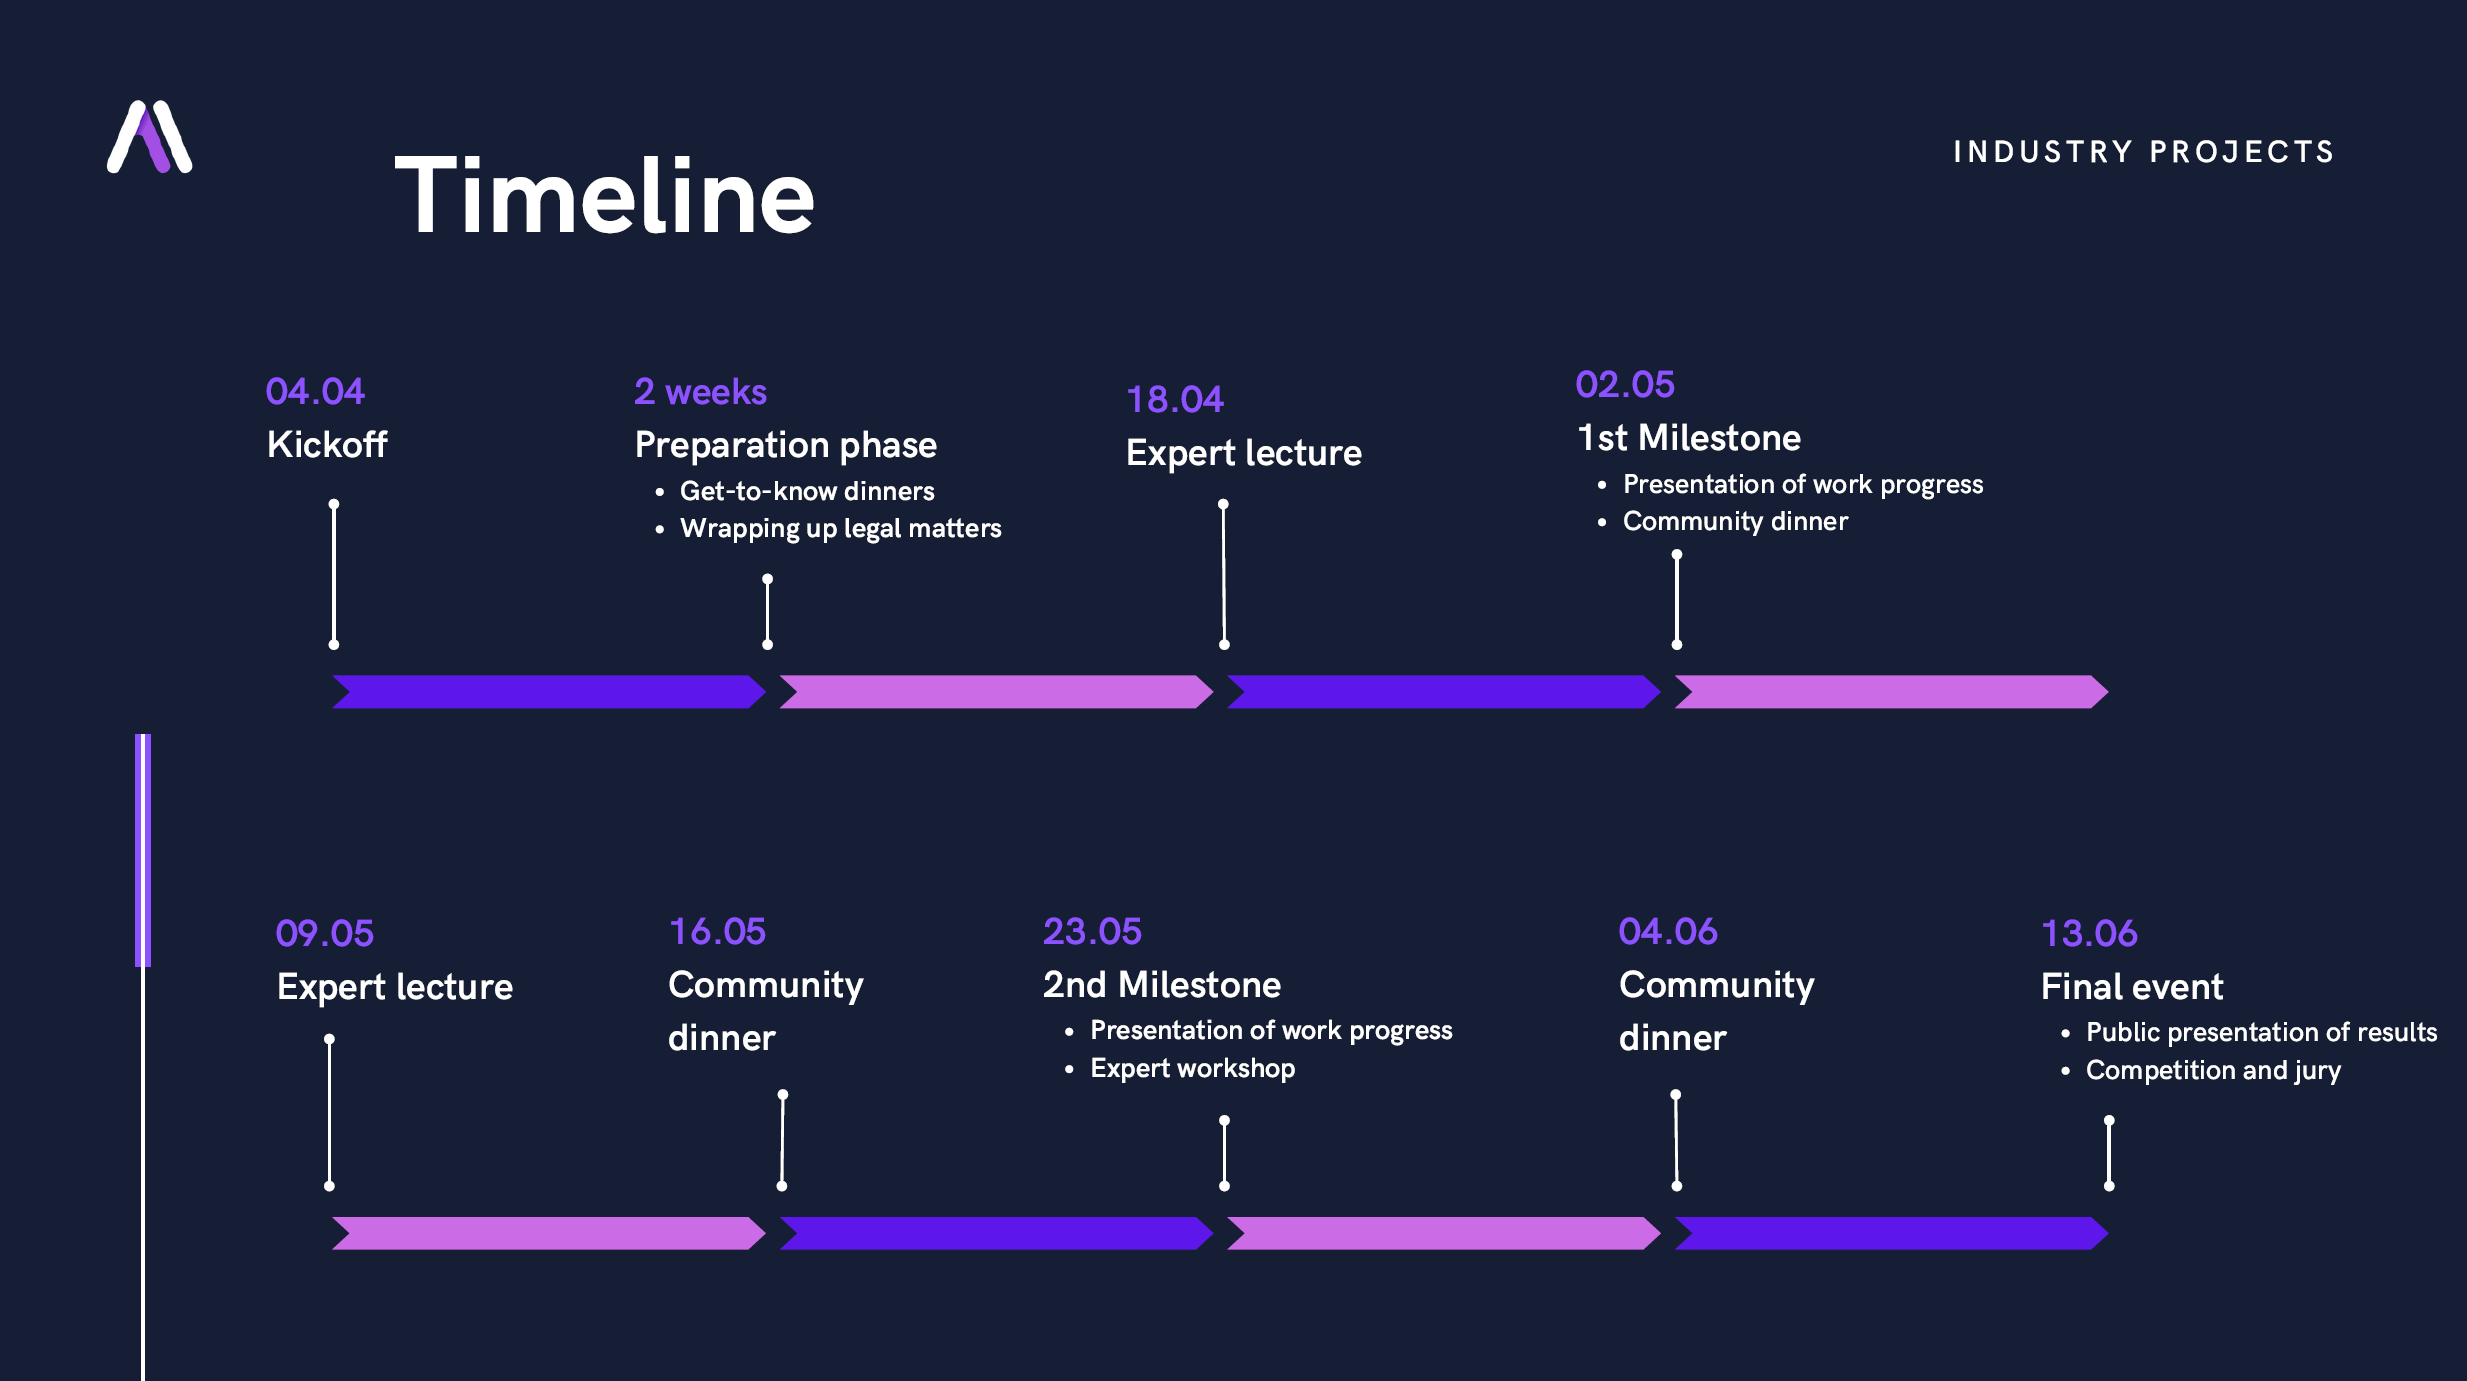 Timeline
INDUSTRY PROJECTS
04.04
Kickoff
2 weeks
Preparation phase
• Get-to-know dinners
• Wrapping up legal matters
18.04
Expert lecture
02.05
1st Milestone
• Presentation of work progress
• Community dinner
09.05
Expert lecture
16.05
Community
dinner
23.05
2nd Milestone
• Presentation of work progress
• Expert workshop
04.06
Community
dinner
13.06
Final event
• Public presentation of results
• Competition and jury